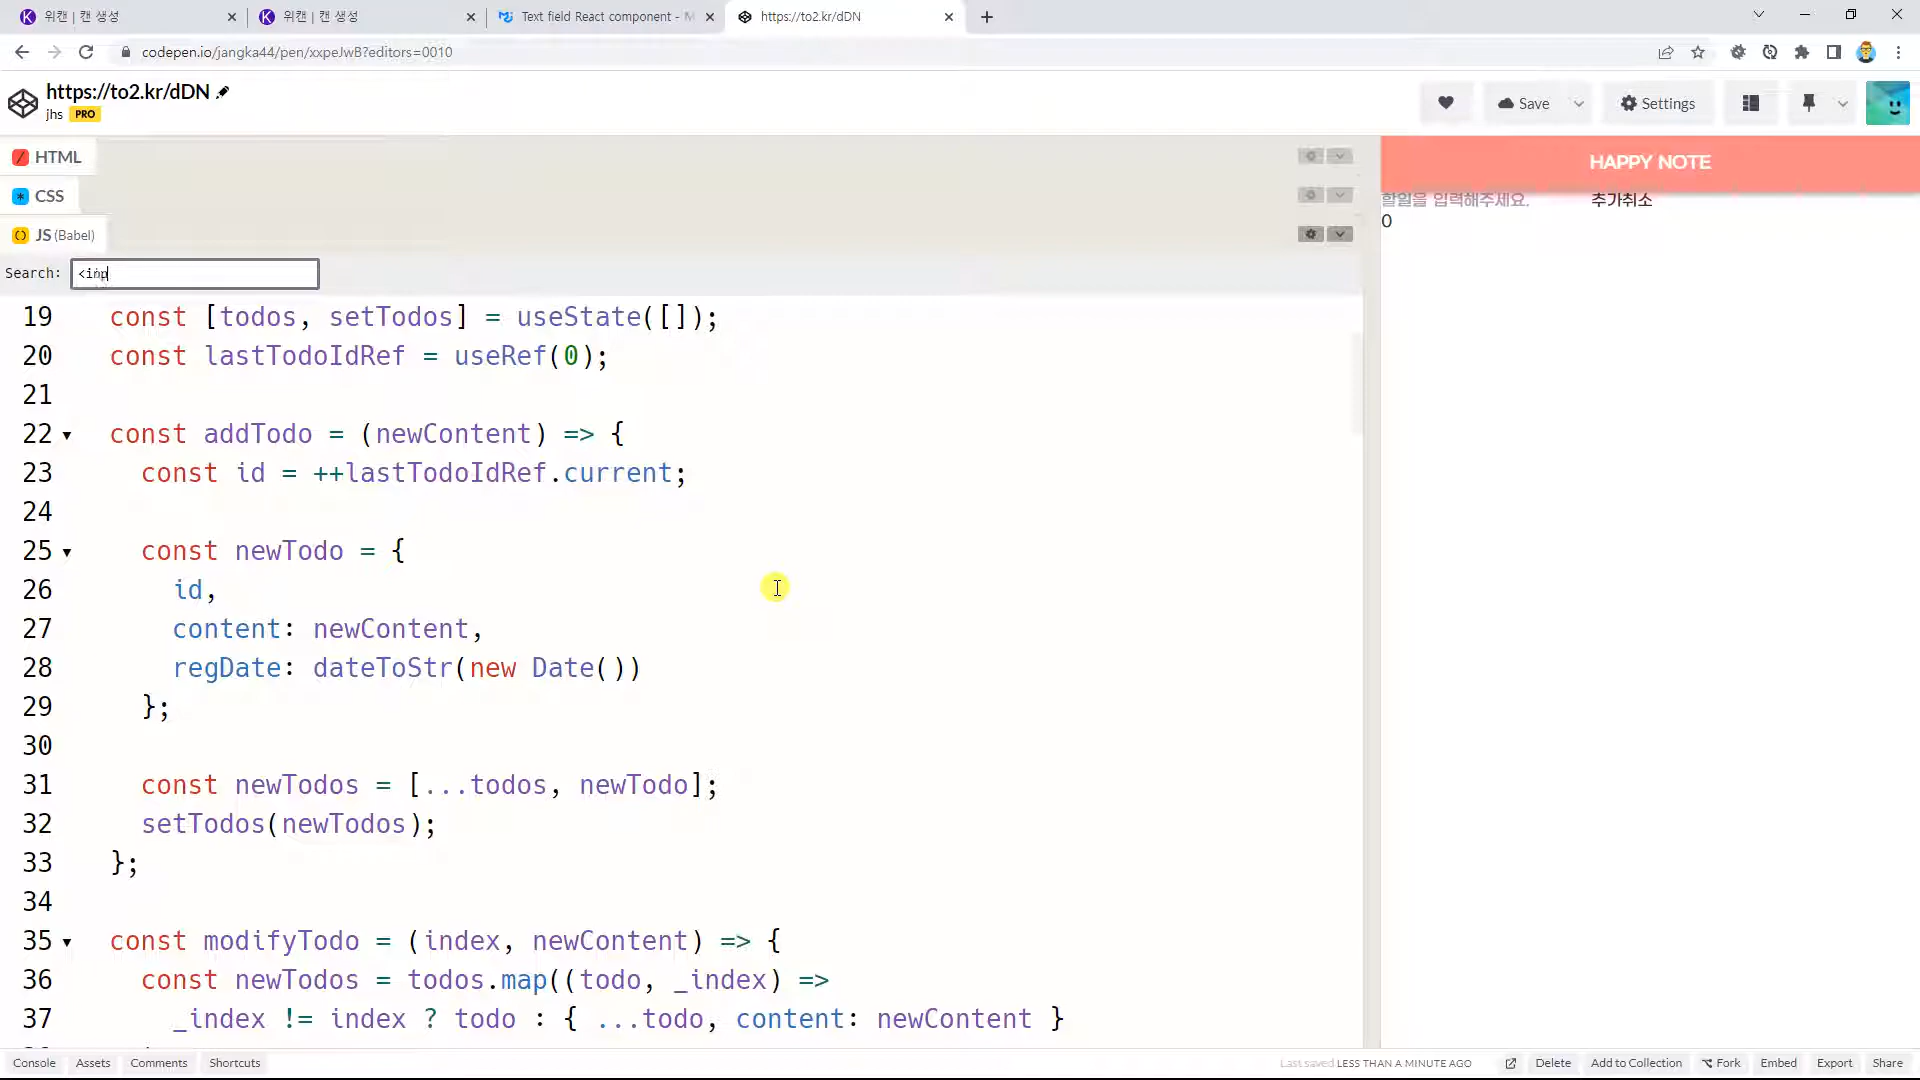 위캔 | 캔 생성
위캔 | 캔 생성
Text field React component - M
https://to2.kr/dDN
codepen.io/jangka44/pen/xxpeJwB?editors=0010
https://to2.kr/dDN
jhs PRO
Save
Settings
HTML
CSS
JS (Babel)
Search: <inp
19 const [todos, setTodos] = useState([]);
20 const lastTodoIdRef = useRef(0);
21
22 const addTodo = (newContent) => {
23 const id = ++lastTodoIdRef.current;
24
25 const newTodo = {
26 id,
27 content: newContent,
28 regDate: dateToStr(new Date())
29 };
30
31 const newTodos = [...todos, newTodo];
32 setTodos(newTodos);
33 };
34
35 const modifyTodo = (index, newContent) => {
36 const newTodos = todos.map((todo, _index) =>
37 _index != index ? todo : { ...todo, content: newContent }
HAPPY NOTE
할일을 입력해주세요. 추가취소
0
Console Assets Comments Shortcuts
Last saved LESS THAN A MINUTE AGO Delete Add to Collection Fork Embed Export Share